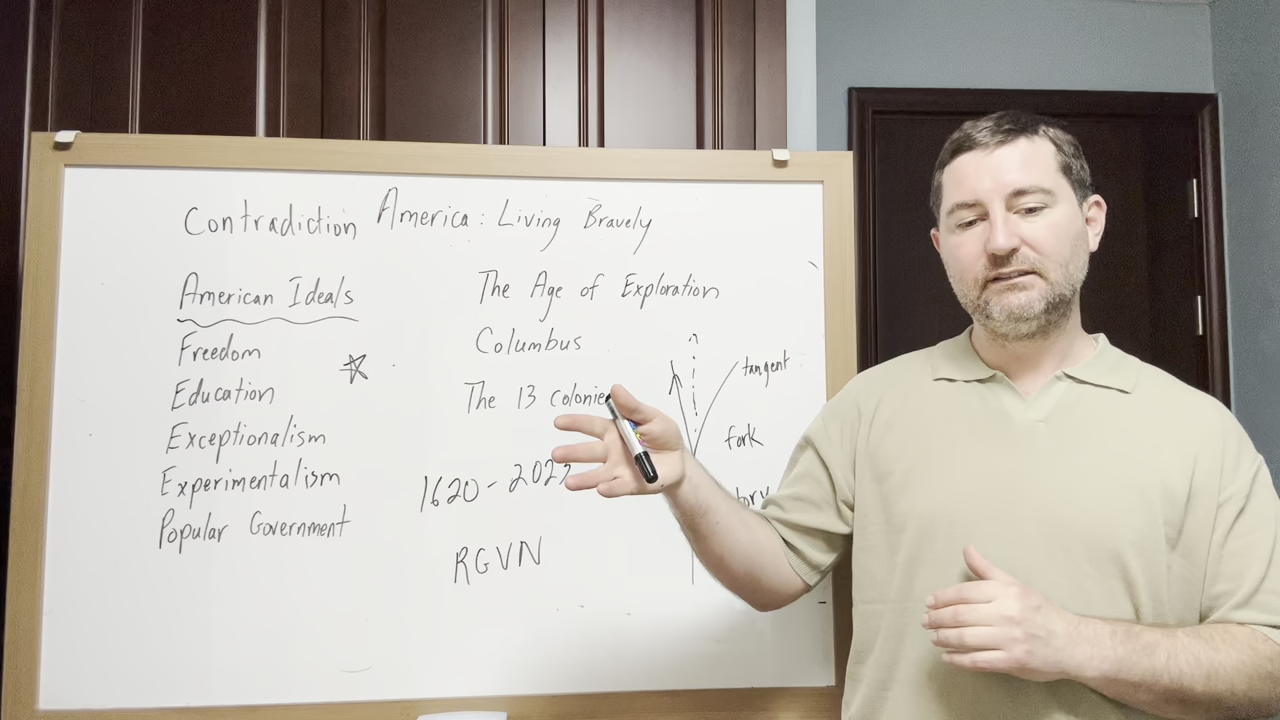 Contradiction America: Living Bravely
American Ideals
Freedom
Education
Exceptionalism
Experimentalism
Popular Government
The Age of Exploration
Columbus
The 13
1620 -
RGVN
tangent
fork